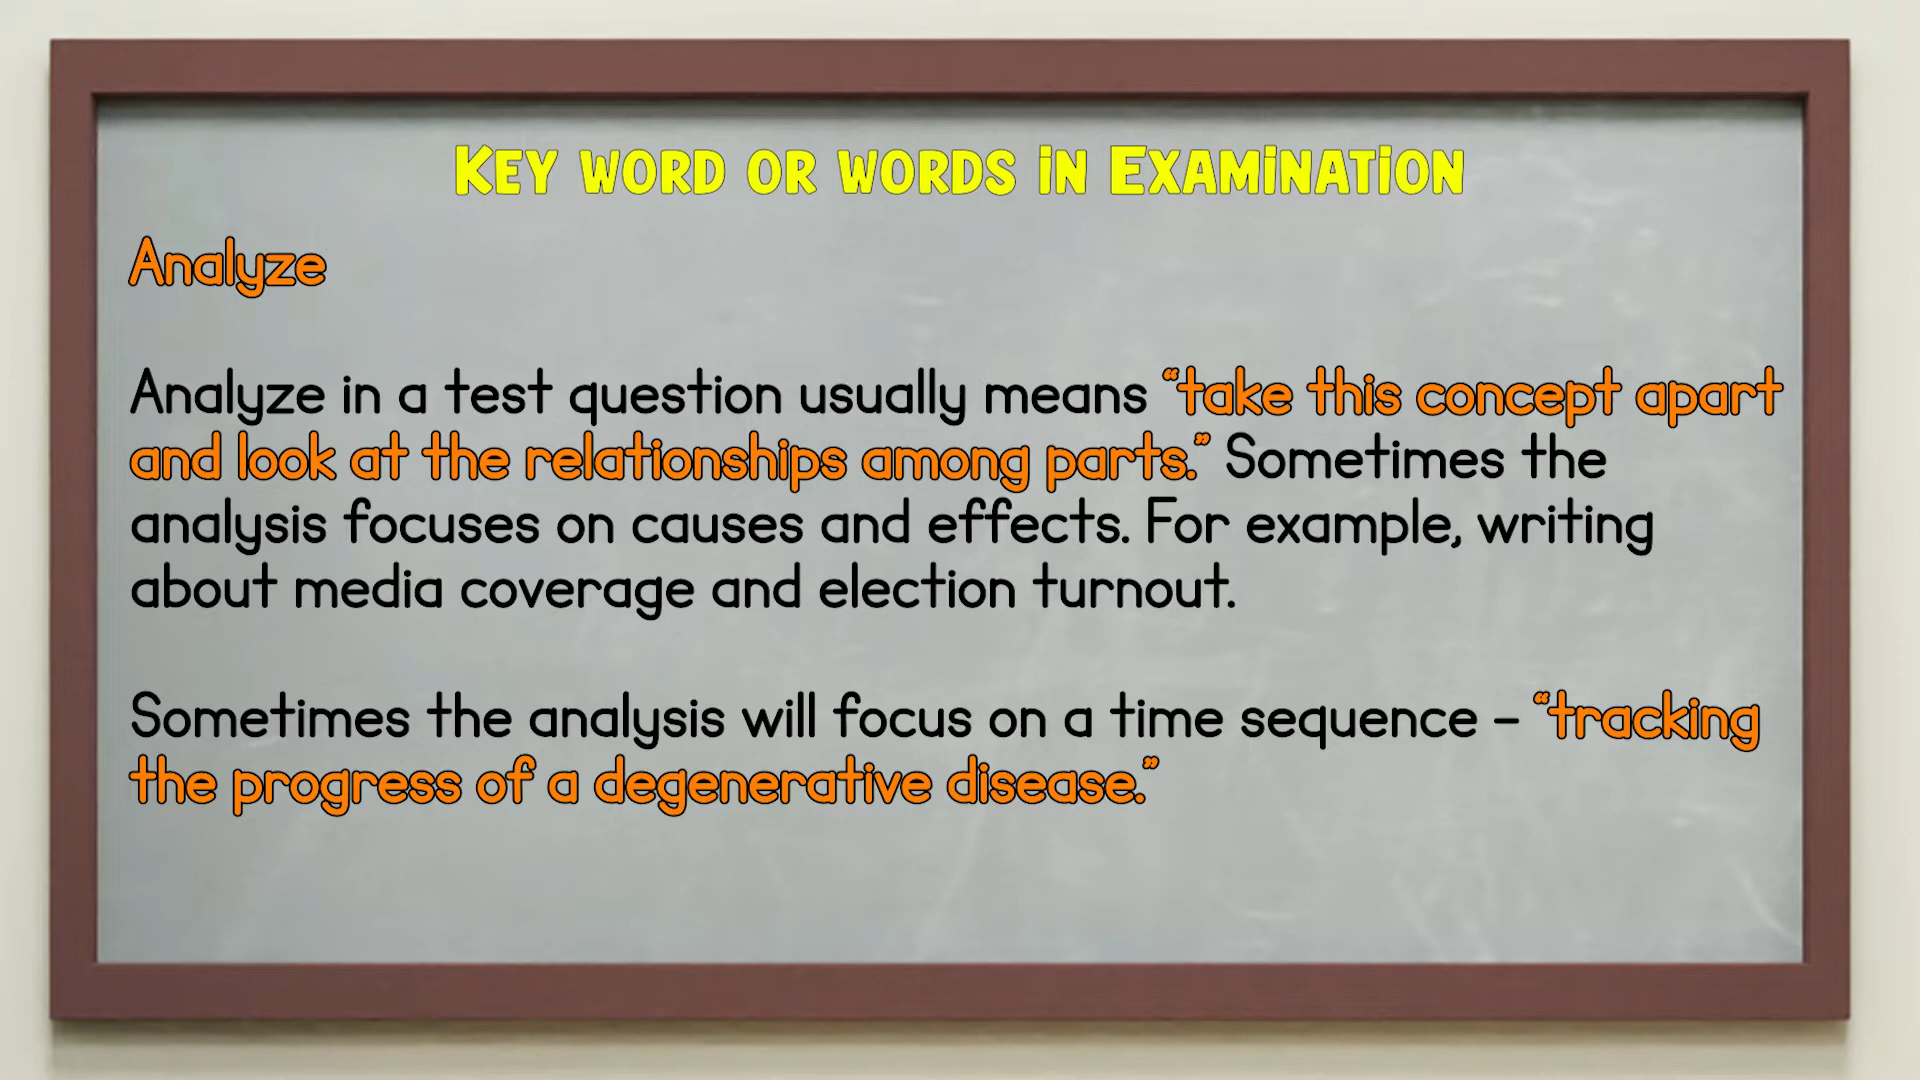 Key word or words in Examination
Analyze
Analyze in a test question usually means “take this concept apart
and look at the relationships among parts.” Sometimes the
analysis focuses on causes and effects. For example, writing
about media coverage and election turnout.
Sometimes the analysis will focus on a time sequence – “tracking
the progress of a degenerative disease.”